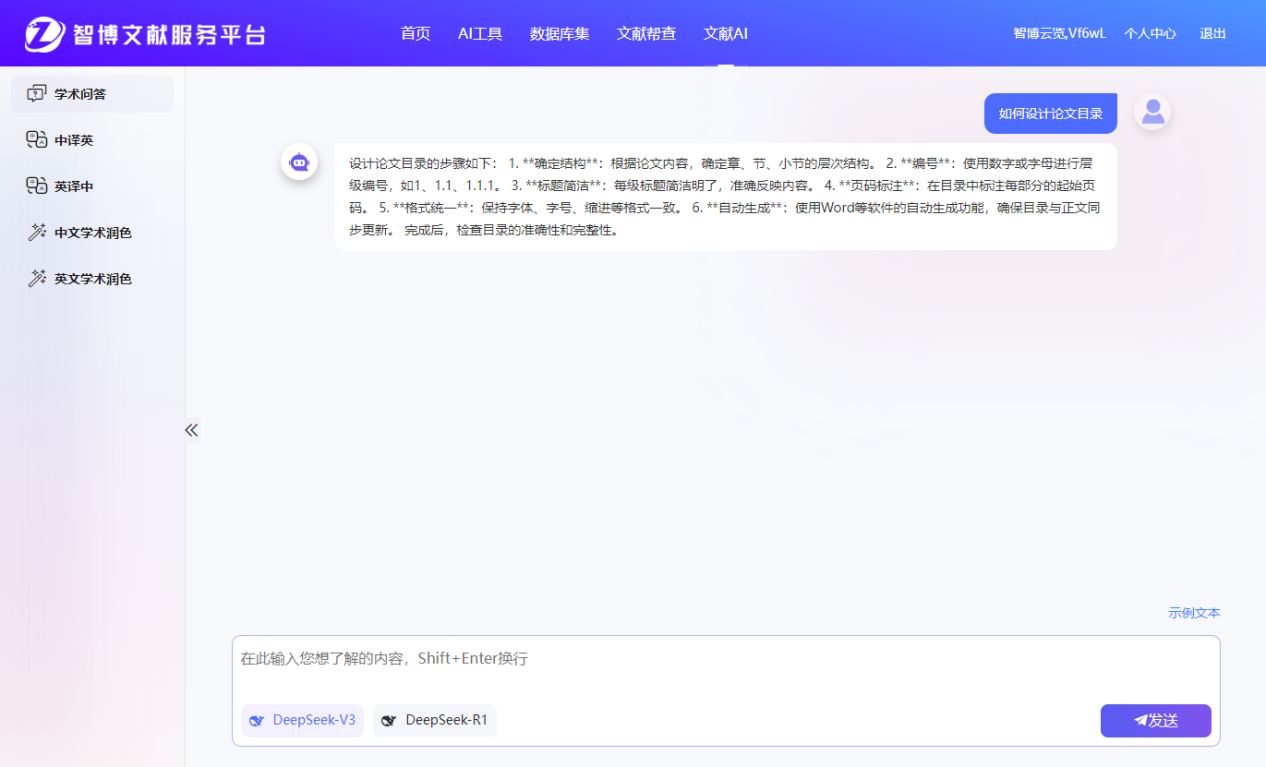 智博文献服务平台
首页 AI工具 数据库集 文献帮查 文献AI
智博云览,Vf6wL 个人中心 退出
学术问答
中译英
英译中
中文学术润色
英文学术润色
如何设计论文目录
设计论文目录的步骤如下： 1. **确定结构**：根据论文内容，确定章、节、小节的层次结构。 2. **编号**：使用数字或字母进行层
级编号，如1、1.1、1.1.1。 3. **标题简洁**：每级标题简洁明了，准确反映内容。 4. **页码标注**：在目录中标注每部分的起始页
码。 5. **格式统一**：保持字体、字号、缩进等格式一致。 6. **自动生成**：使用Word等软件的自动生成功能，确保目录与正文同
步更新。 完成后，检查目录的准确性和完整性。
示例文本
在此输入您想了解的内容，Shift+Enter换行
DeepSeek-V3 DeepSeek-R1
发送